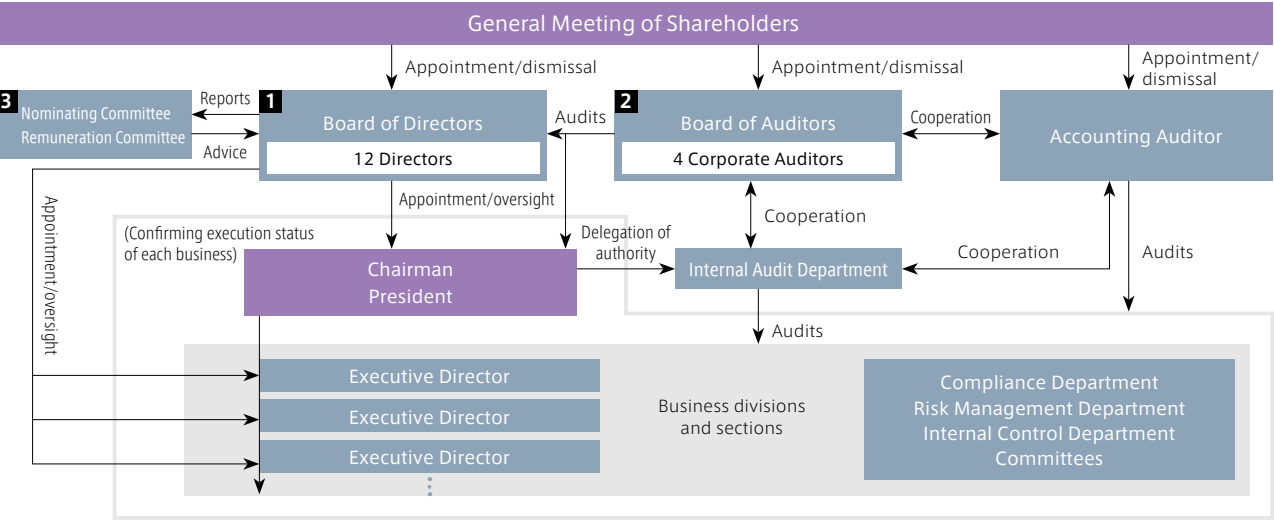 General Meeting of Shareholders
Appointment/dismissal
Appointment/dismissal
Appointment/
dismissal
3
Nominating Committee
Remuneration Committee
Reports
Advice
1
Board of Directors
12 Directors
Audits
2
Board of Auditors
4 Corporate Auditors
Cooperation
Accounting Auditor
Appointment/oversight
Appointment/oversight
Cooperation
(Confirming execution status
of each business)
Delegation of
authority
Chairman
President
Internal Audit Department
Cooperation
Audits
Audits
Executive Director
Executive Director
Executive Director
Business divisions
and sections
Compliance Department
Risk Management Department
Internal Control Department
Committees